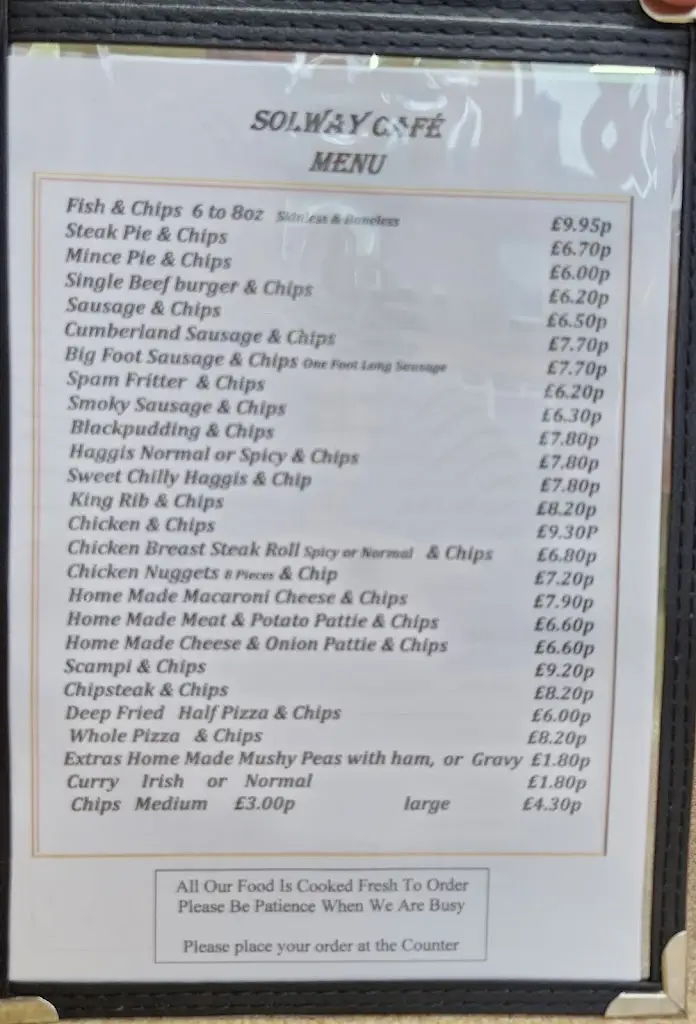 SOLWAY CAFÉ
MENU
Fish & Chips 6 to 8oz Skinless & Boneless £9.95p
Steak Pie & Chips £6.70p
Mince Pie & Chips £6.00p
Single Beef burger & Chips £6.20p
Sausage & Chips £6.50p
Cumberland Sausage & Chips £7.70p
Big Foot Sausage & Chips One Foot Long Sausage £7.70p
Spam Fritter & Chips £6.20p
Smoky Sausage & Chips £6.30p
Blackpudding & Chips £7.80p
Haggis Normal or Spicy & Chips £7.80p
Sweet Chilly Haggis & Chip £7.80p
King Rib & Chips £8.20p
Chicken & Chips £9.30P
Chicken Breast Steak Roll Spicy or Normal & Chips £6.80p
Chicken Nuggets 8 Pieces & Chip £7.20p
Home Made Macaroni Cheese & Chips £7.90p
Home Made Meat & Potato Pattie & Chips £6.60p
Home Made Cheese & Onion Pattie & Chips £6.60p
Scampi & Chips £9.20p
Chipsteak & Chips £8.20p
Deep Fried Half Pizza & Chips £6.00p
Whole Pizza & Chips £8.20p
Extras Home Made Mushy Peas with ham, or Gravy £1.80p
Curry Irish or Normal £1.80p
Chips Medium £3.00p large £4.30p
All Our Food Is Cooked Fresh To Order
Please Be Patience When We Are Busy
Please place your order at the Counter